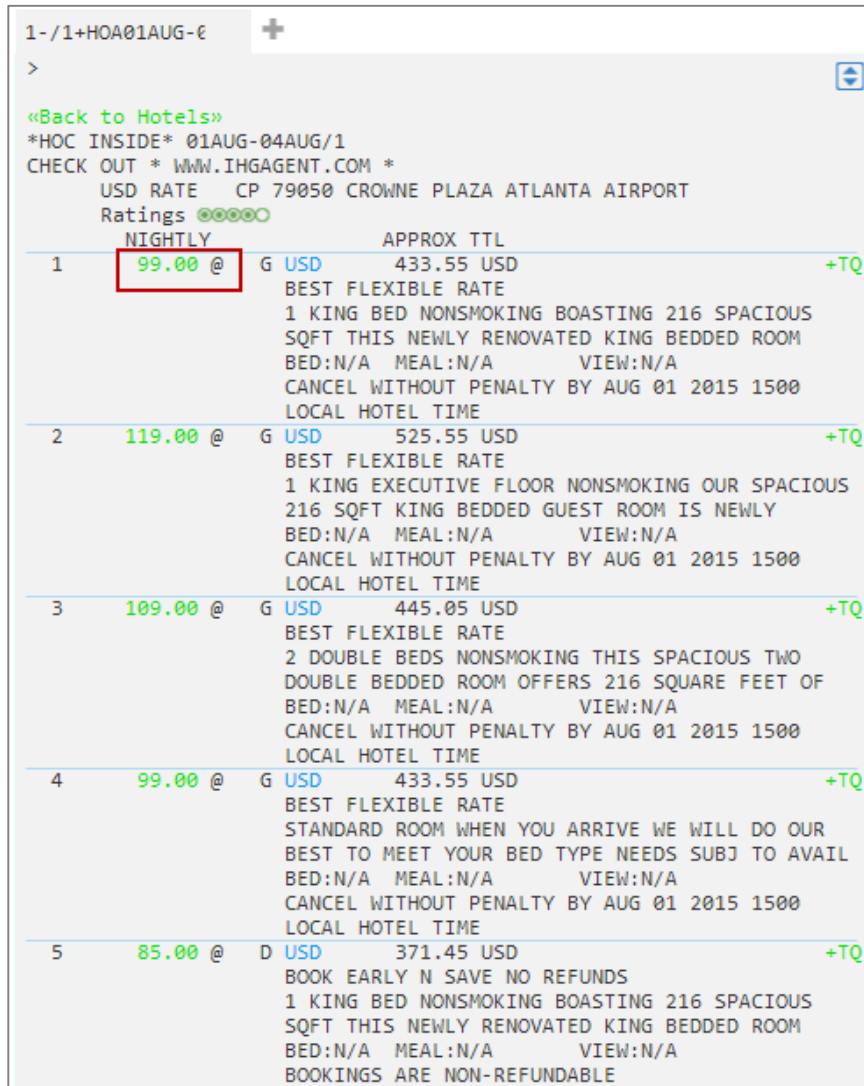 1-/1+HOA01AUG-0
>
«Back to Hotels»
*HOC INSIDE* 01AUG-04AUG/1
CHECK OUT * WWW.IHGAGENT.COM *
USD RATE CP 79050 CROWNE PLAZA ATLANTA AIRPORT
Ratings
NIGHTLY APPROX TTL
1 99.00 @ G USD 433.55 USD +TQ
BEST FLEXIBLE RATE
1 KING BED NONSMOKING BOASTING 216 SPACIOUS
SQFT THIS NEWLY RENOVATED KING BEDDED ROOM
BED:N/A MEAL:N/A VIEW:N/A
CANCEL WITHOUT PENALTY BY AUG 01 2015 1500
LOCAL HOTEL TIME
2 119.00 @ G USD 525.55 USD +TQ
BEST FLEXIBLE RATE
1 KING EXECUTIVE FLOOR NONSMOKING OUR SPACIOUS
216 SQFT KING BEDDED GUEST ROOM IS NEWLY
BED:N/A MEAL:N/A VIEW:N/A
CANCEL WITHOUT PENALTY BY AUG 01 2015 1500
LOCAL HOTEL TIME
3 109.00 @ G USD 445.05 USD +TQ
BEST FLEXIBLE RATE
2 DOUBLE BEDS NONSMOKING THIS SPACIOUS TWO
DOUBLE BEDDED ROOM OFFERS 216 SQUARE FEET OF
BED:N/A MEAL:N/A VIEW:N/A
CANCEL WITHOUT PENALTY BY AUG 01 2015 1500
LOCAL HOTEL TIME
4 99.00 @ G USD 433.55 USD +TQ
BEST FLEXIBLE RATE
STANDARD ROOM WHEN YOU ARRIVE WE WILL DO OUR
BEST TO MEET YOUR BED TYPE NEEDS SUBJ TO AVAIL
BED:N/A MEAL:N/A VIEW:N/A
CANCEL WITHOUT PENALTY BY AUG 01 2015 1500
LOCAL HOTEL TIME
5 85.00 @ D USD 371.45 USD +TQ
BOOK EARLY N SAVE NO REFUNDS
1 KING BED NONSMOKING BOASTING 216 SPACIOUS
SQFT THIS NEWLY RENOVATED KING BEDDED ROOM
BED:N/A MEAL:N/A VIEW:N/A
BOOKINGS ARE NON-REFUNDABLE